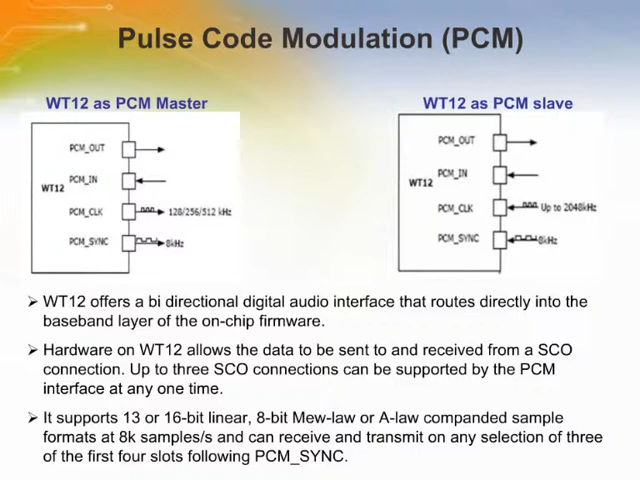 Pulse Code Modulation (PCM)
WT12 as PCM Master
WT12 as PCM slave
PCM_OUT
PCM_IN
WT12
PCM_CLK
128/256/512 kHz
PCM_SYNC
8kHz
PCM_OUT
PCM_IN
WT12
PCM_CLK
Up to 2048kHz
PCM_SYNC
8kHz
➢ WT12 offers a bi directional digital audio interface that routes directly into the
baseband layer of the on-chip firmware.
➢ Hardware on WT12 allows the data to be sent to and received from a SCO
connection. Up to three SCO connections can be supported by the PCM
interface at any one time.
➢ It supports 13 or 16-bit linear, 8-bit Mew-law or A-law companded sample
formats at 8k samples/s and can receive and transmit on any selection of three
of the first four slots following PCM_SYNC.